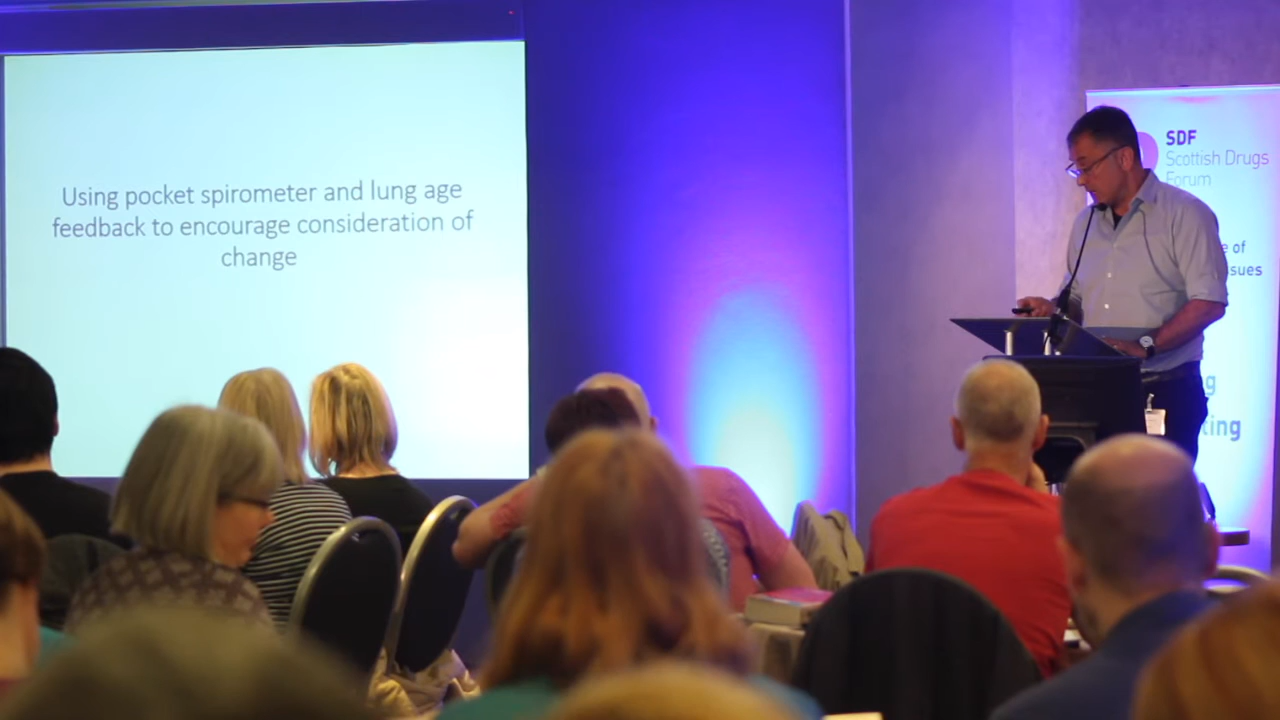 Using pocket spirometer and lung age
feedback to encourage consideration of
change
SDF
Scottish Drugs
Forum
e of
sues
g
ting